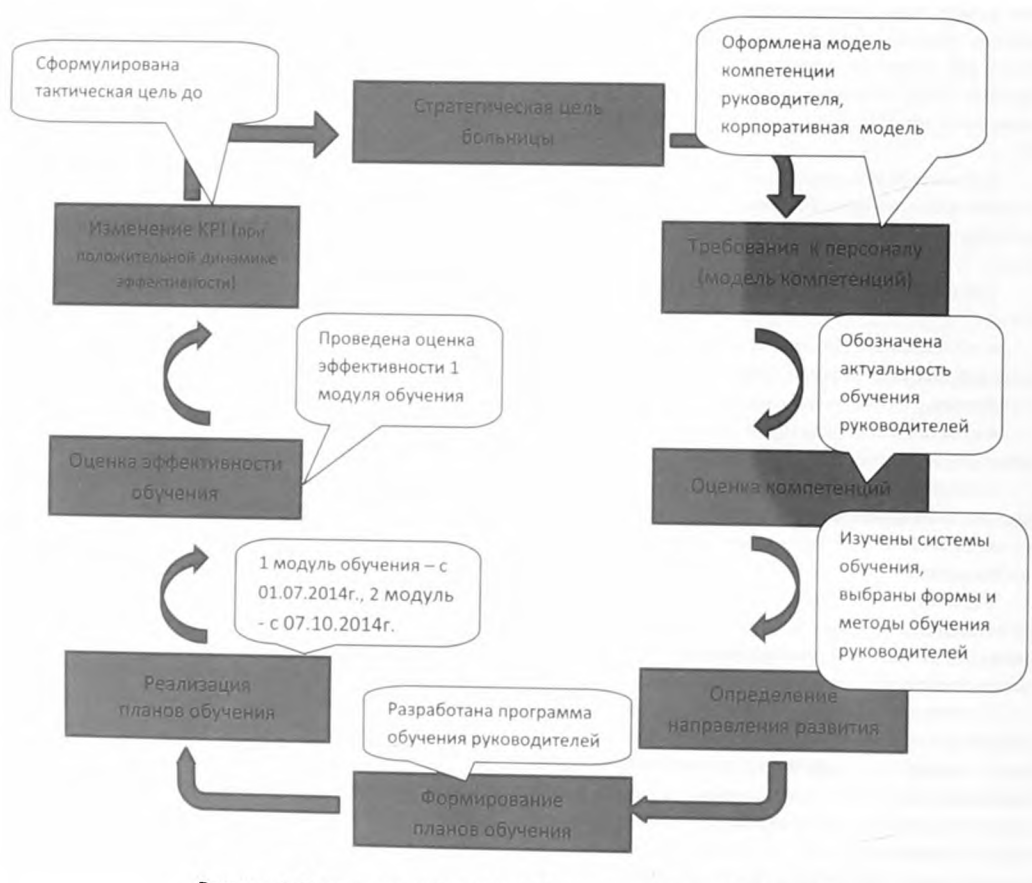 Сформулирована
тактическая цель до
Стратегическая цель
больницы
Оформлена модель
компетенции
руководителя,
корпоративная модель
Изменение KPI (при
положительной динамике
эффективности)
Требования к персоналу
(модель компетенций)
Проведена оценка
эффективности 1
модуля обучения
Обозначена
актуальность
обучения
руководителей
Оценка эффективности
обучения
Оценка компетенций
1 модуль обучения – с
01.07.2014г., 2 модуль
- с 07.10.2014г.
Изучены системы
обучения,
выбраны формы и
методы обучения
руководителей
Реализация
планов обучения
Определение
направления развития
Разработана программа
обучения руководителей
Формирование
планов обучения